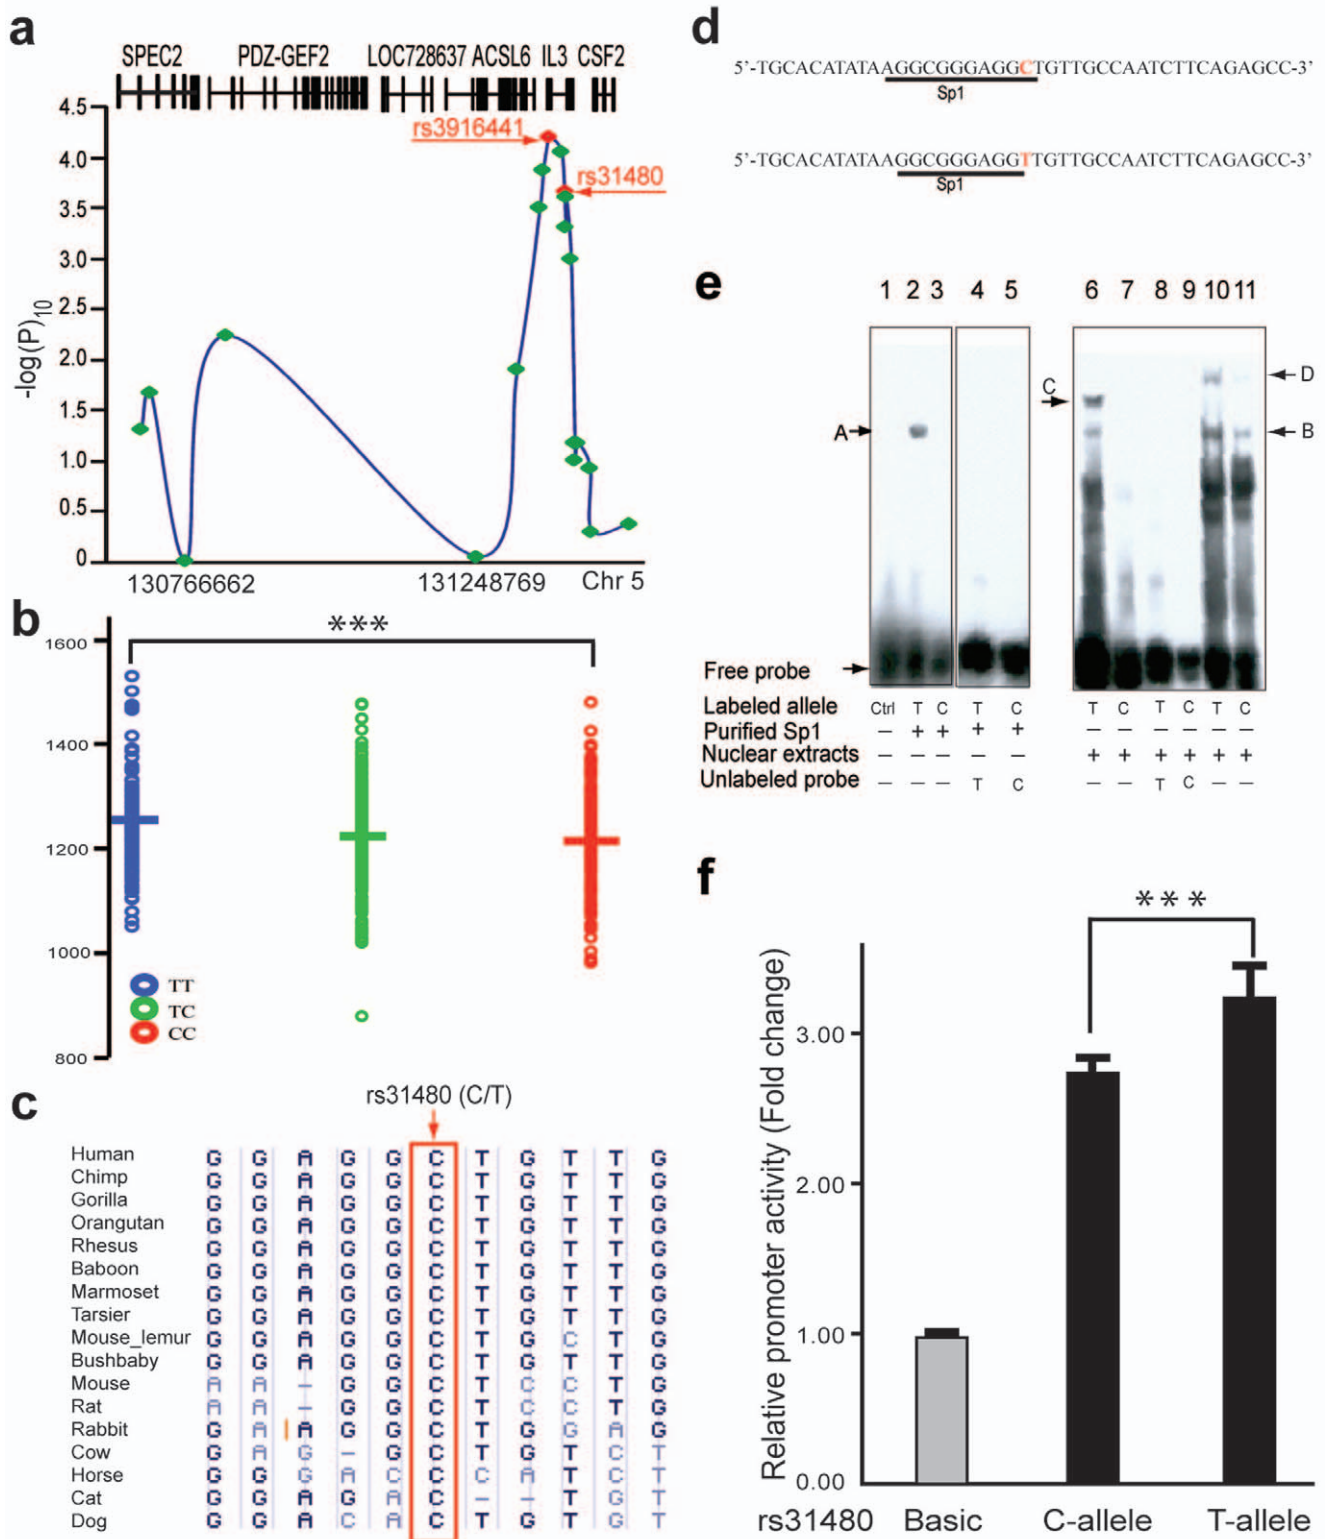 a
SPEC2 PDZ-GEF2 LOC728637 ACSL6 IL3 CSF2
4.5
4.0
3.5
3.0
2.5
2.0
1.5
1.0
0.5
0
-log(P)10
rs3916441
rs31480
130766662 131248769 Chr 5
b
***
1600
1400
1200
1000
800
TT
TC
CC
c
rs31480 (C/T)
Human G G A G G C T G T T G
Chimp G G A G G C T G T T G
Gorilla G G A G G C T G T T G
Orangutan G G A G G C T G T T G
Rhesus G G A G G C T G T T G
Baboon G G A G G C T G T T G
Marmoset G G A G G C T G T T G
Tarsier G G A G G C T G T T G
Mouse_lemur G G A G G C T G C T G
Bushbaby G G A G G C T G T T G
Mouse A A - G G C T C C T G
Rat A A - G G C T C C T G
Rabbit G A A G G C T G G A G
Cow G A G - G C T G T C T
Horse G G G A C C C A T C T
Cat G G A G A C - - T G T
Dog G G A C A C T G T G T
d
5'-TGCACATATAAGGCGGGAGGCTGTTGCCAATCTTCAGAGCC-3'
Sp1
5'-TGCACATATAAGGCGGGAGGTTGTTGCCAATCTTCAGAGCC-3'
Sp1
e
1 2 3 4 5 6 7 8 9 10 11
A
C
D
B
Free probe
Labeled allele Ctrl T C T C T C T C T C
Purified Sp1 – + + + + – – – – – –
Nuclear extracts – – – – – + + + + + +
Unlabeled probe – – – T C – – T C – –
f
***
Relative promoter activity (Fold change)
3.00
2.00
1.00
0.00
rs31480 Basic C-allele T-allele